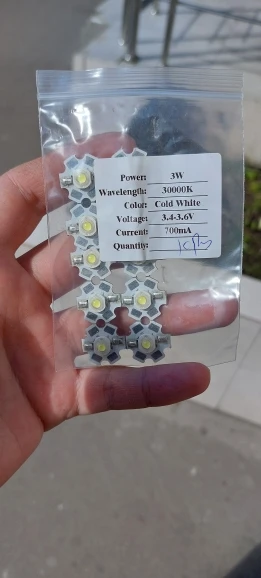 Power: 3W
Wavelength: 30000K
Color: Cold White
Voltage: 3.4-3.6V
Current: 700mA
Quantity: